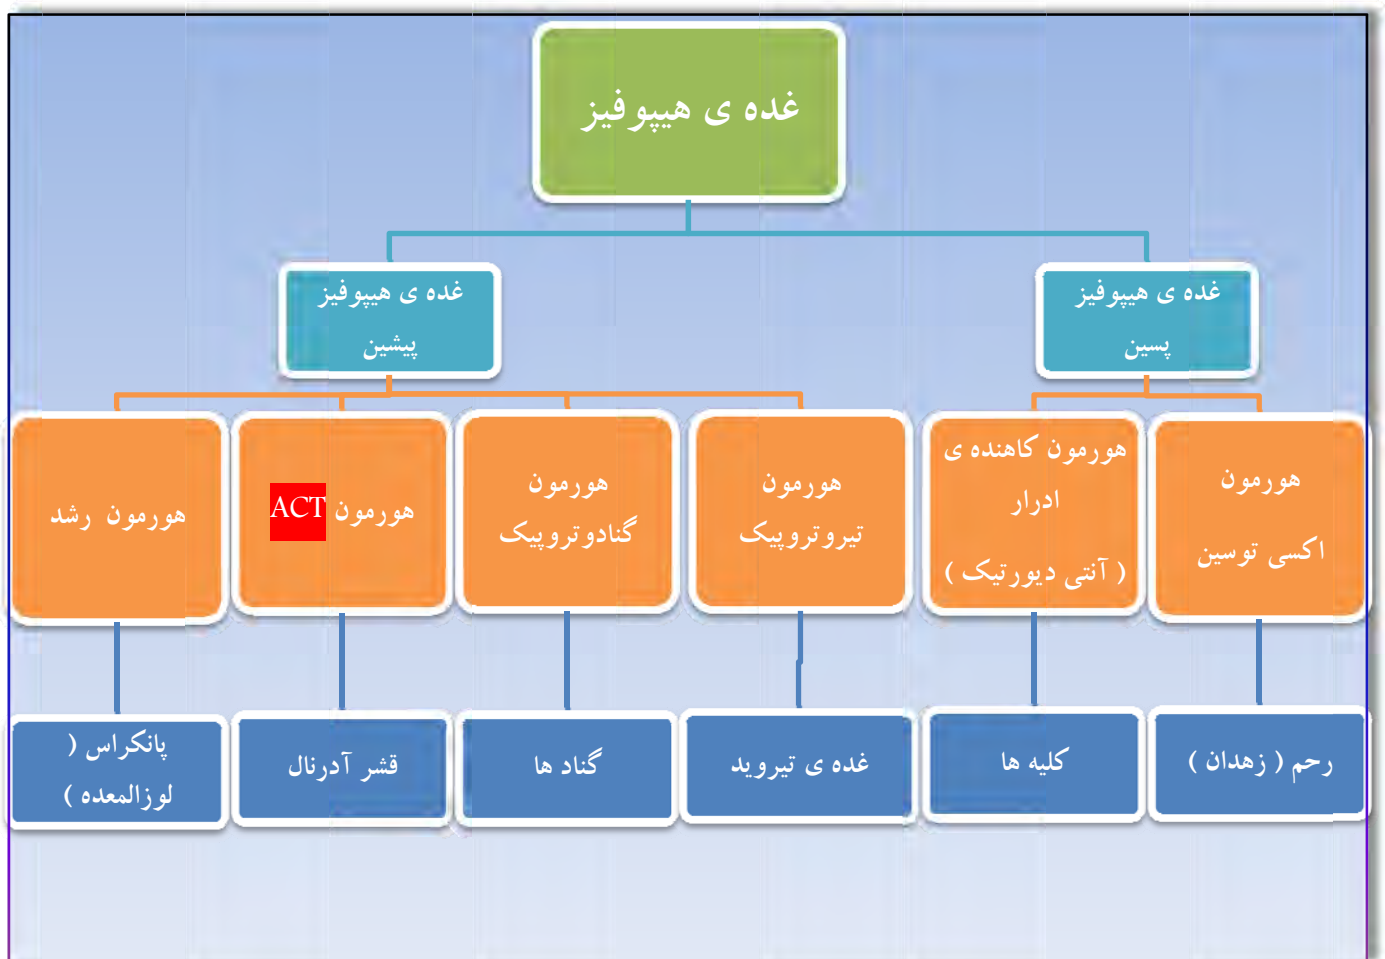 غده ی هیپوفیز
غده ی هیپوفیز
پسین
غده ی هیپوفیز
پیشین
هورمون
اکسی توسین
هورمون کاهنده ی
ادرار
( آنتی دیورتیک )
هورمون
تیروتروپیک
هورمون
گنادوتروپیک
هورمون ACT
هورمون رشد
رحم ( زهدان )
کلیه ها
غده ی تیروید
گناد ها
قشر آدرنال
پانکراس (
لوزالمعده )